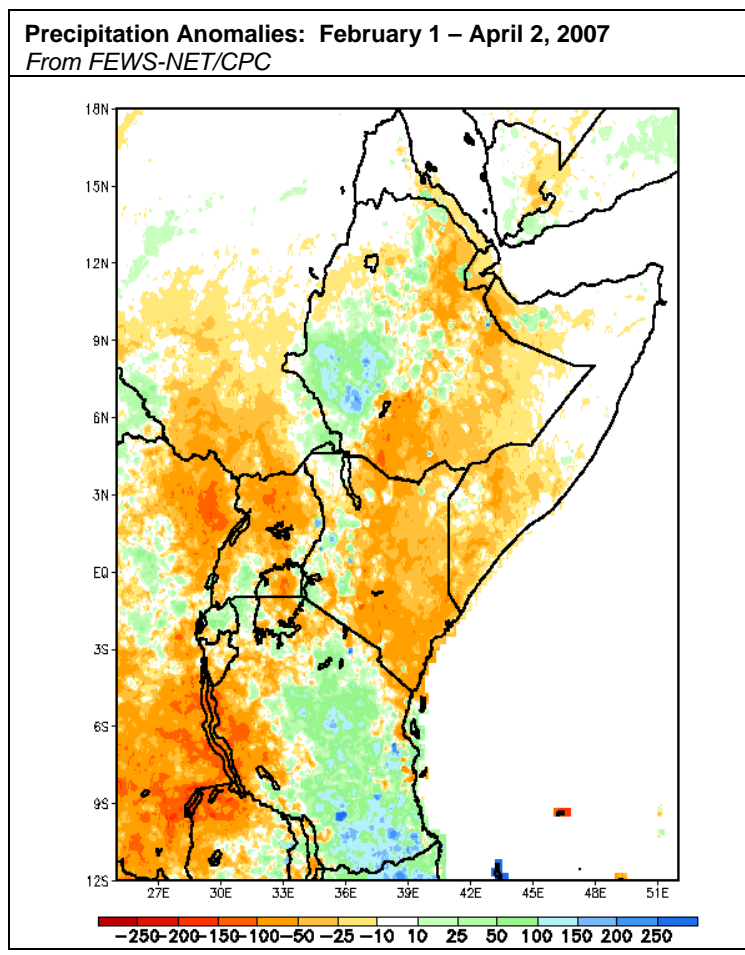 Precipitation Anomalies:  February 1 – April 2, 2007
From FEWS-NET/CPC
18N
15N
12N
9N
6N
3N
EQ
3S
6S
9S
12S
27E 30E 33E 36E 39E 42E 45E 48E 51E
-250 -200 -150 -100 -50 -25 -10 10 25 50 100 150 200 250